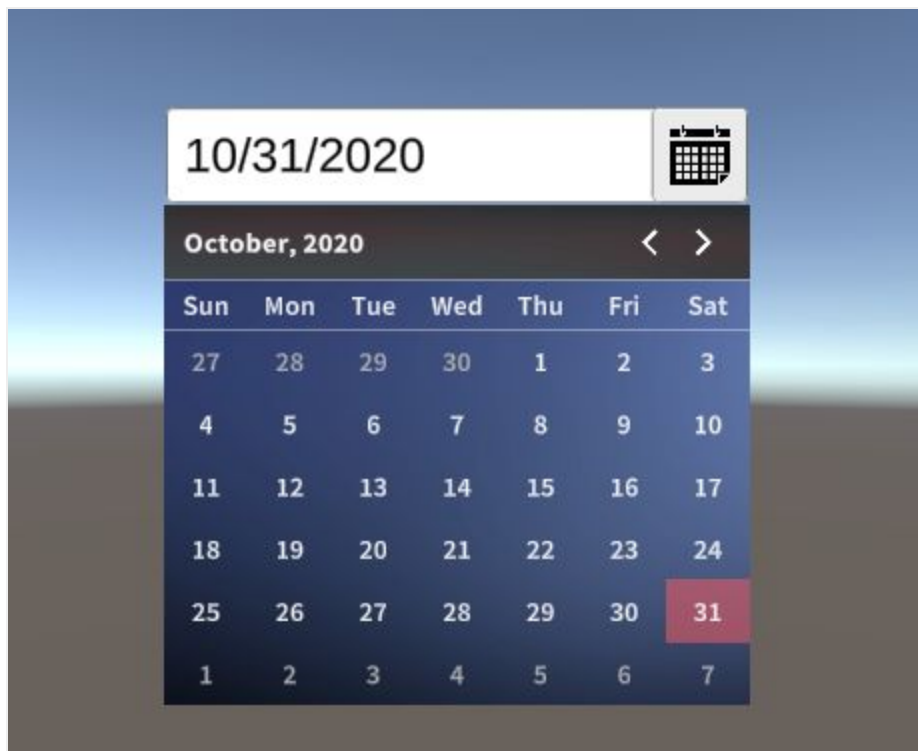 10/31/2020
October, 2020
Sun Mon Tue Wed Thu Fri Sat
27 28 29 30 1 2 3
4 5 6 7 8 9 10
11 12 13 14 15 16 17
18 19 20 21 22 23 24
25 26 27 28 29 30 31
1 2 3 4 5 6 7